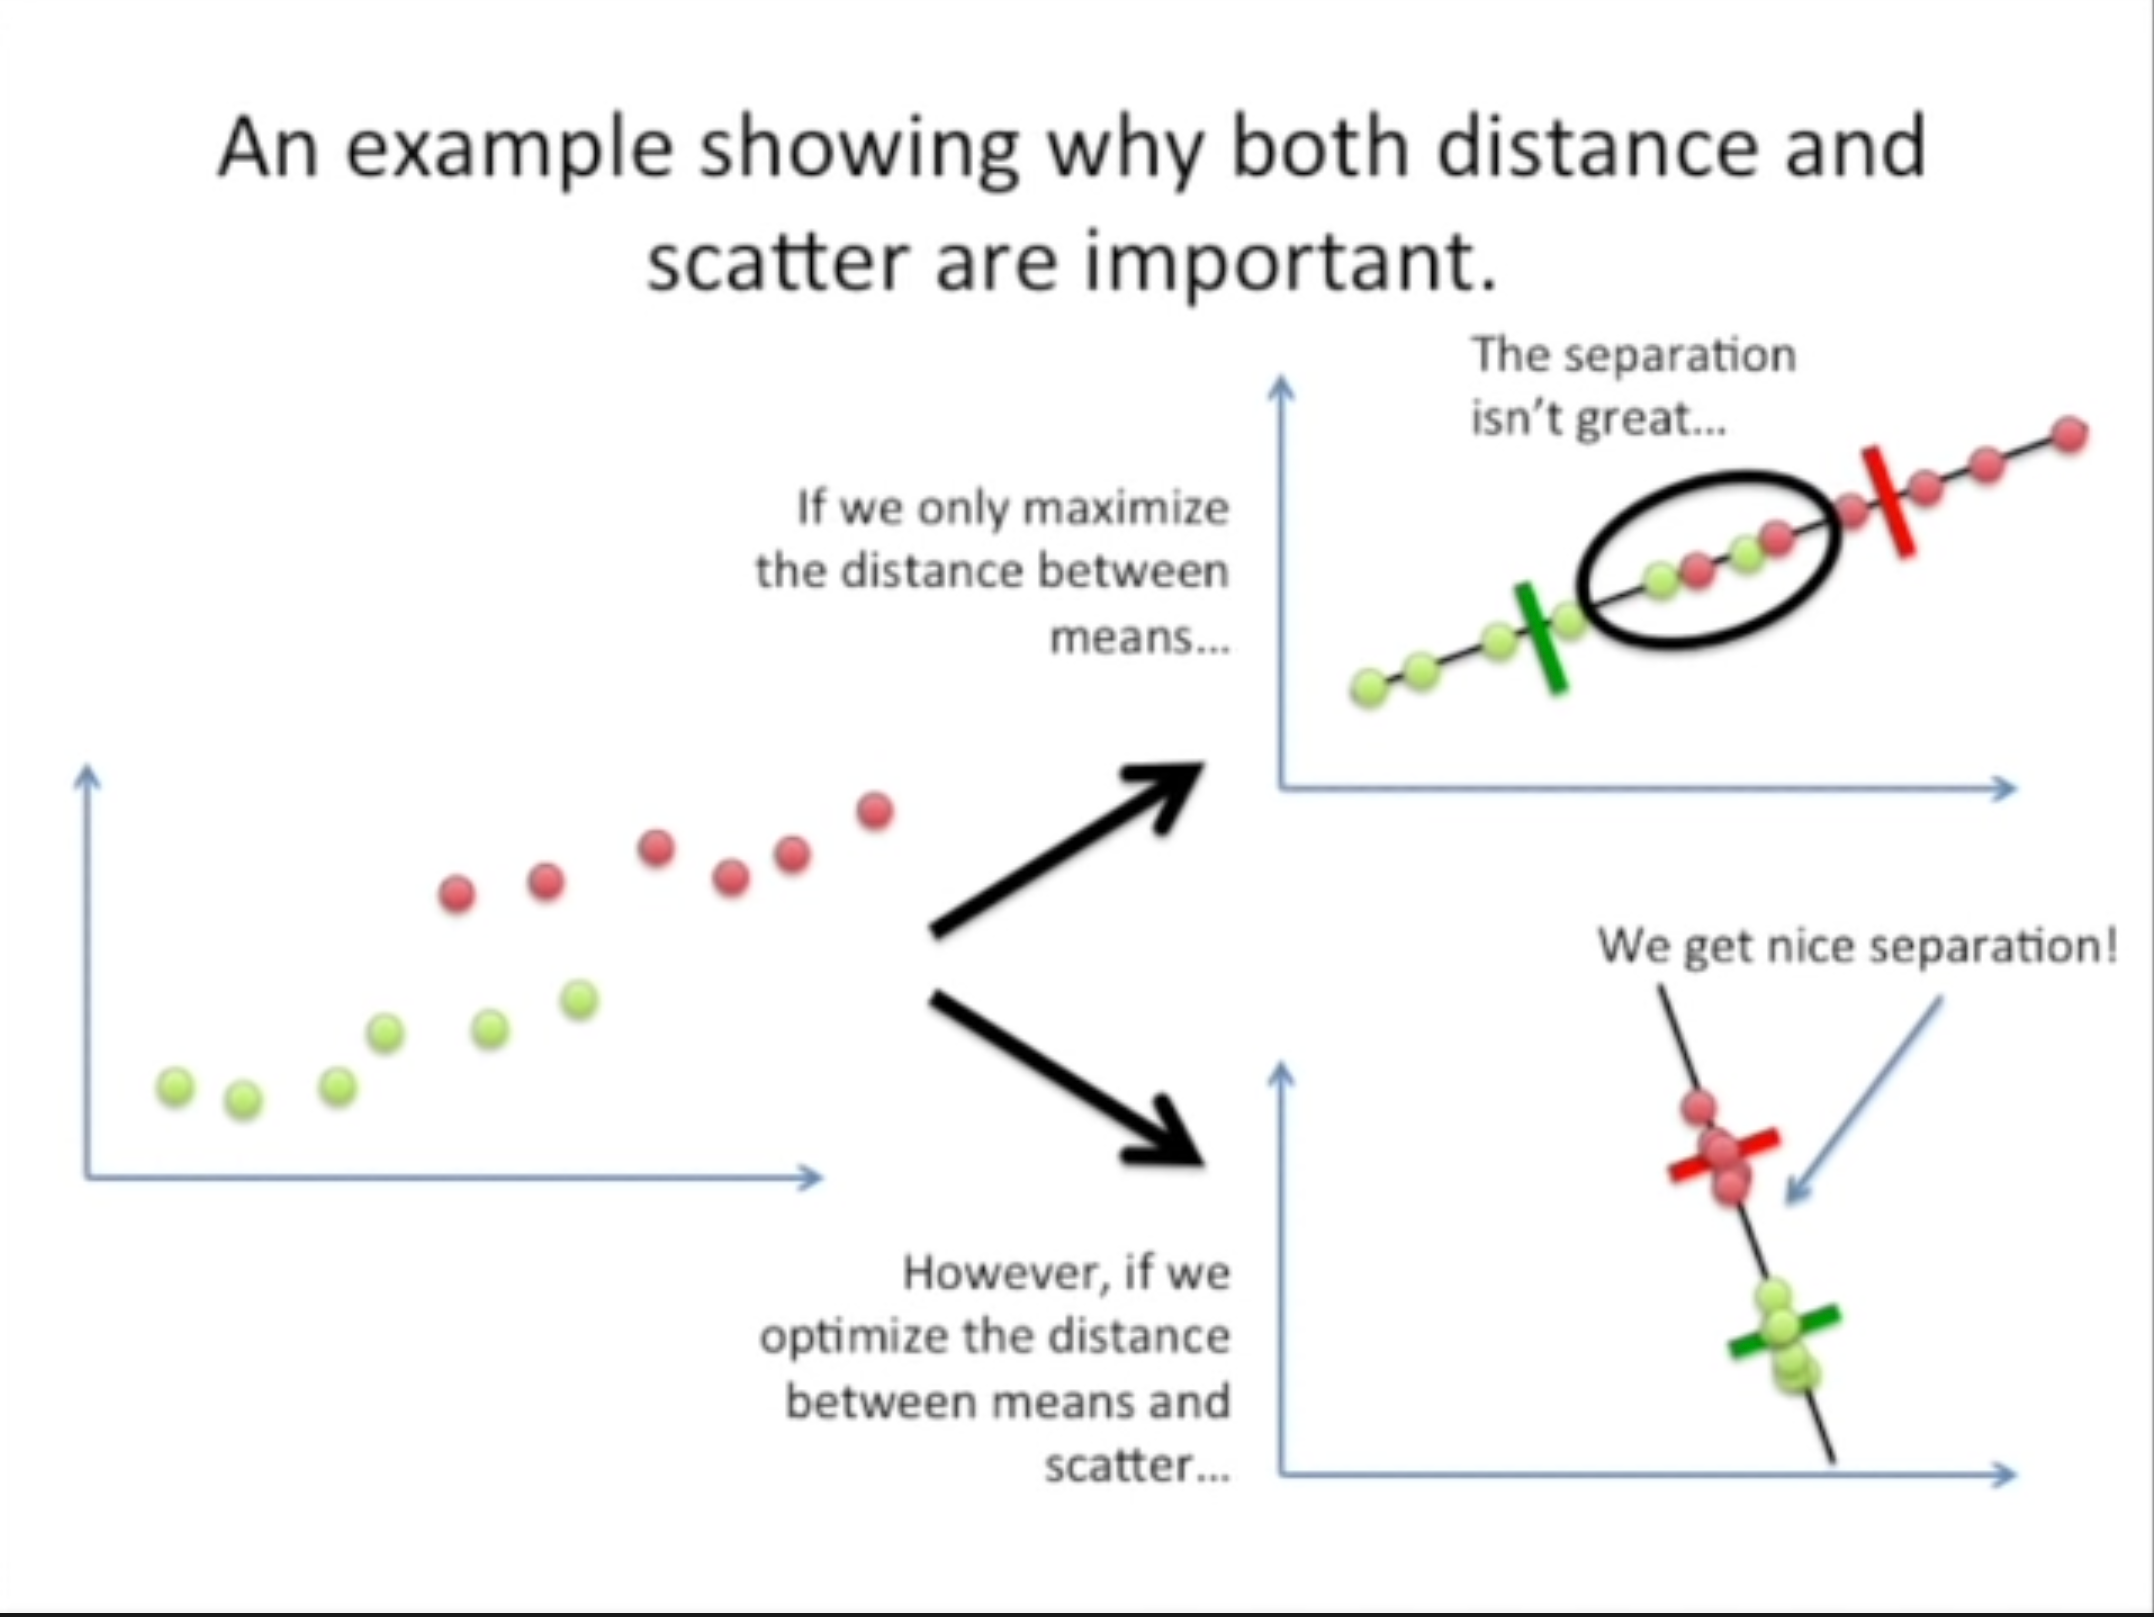 An example showing why both distance and
scatter are important.
The separation
isn't great...
If we only maximize
the distance between
means...
We get nice separation!
However, if we
optimize the distance
between means and
scatter...